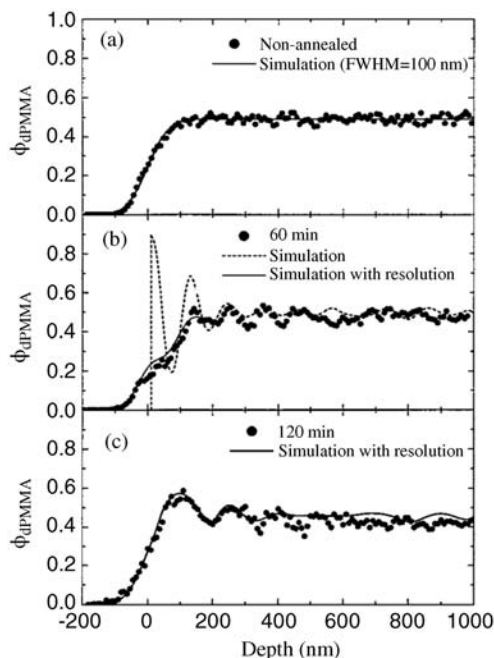 (a)
Non-annealed
Simulation (FWHM=100 nm)
ϕdPMMA
1.0
0.8
0.6
0.4
0.2
0.0
(b)
60 min
Simulation
Simulation with resolution
ϕdPMMA
0.8
0.6
0.4
0.2
0.0
(c)
120 min
Simulation with resolution
ϕdPMMA
0.8
0.6
0.4
0.2
0.0
-200 0 200 400 600 800 1000
Depth (nm)